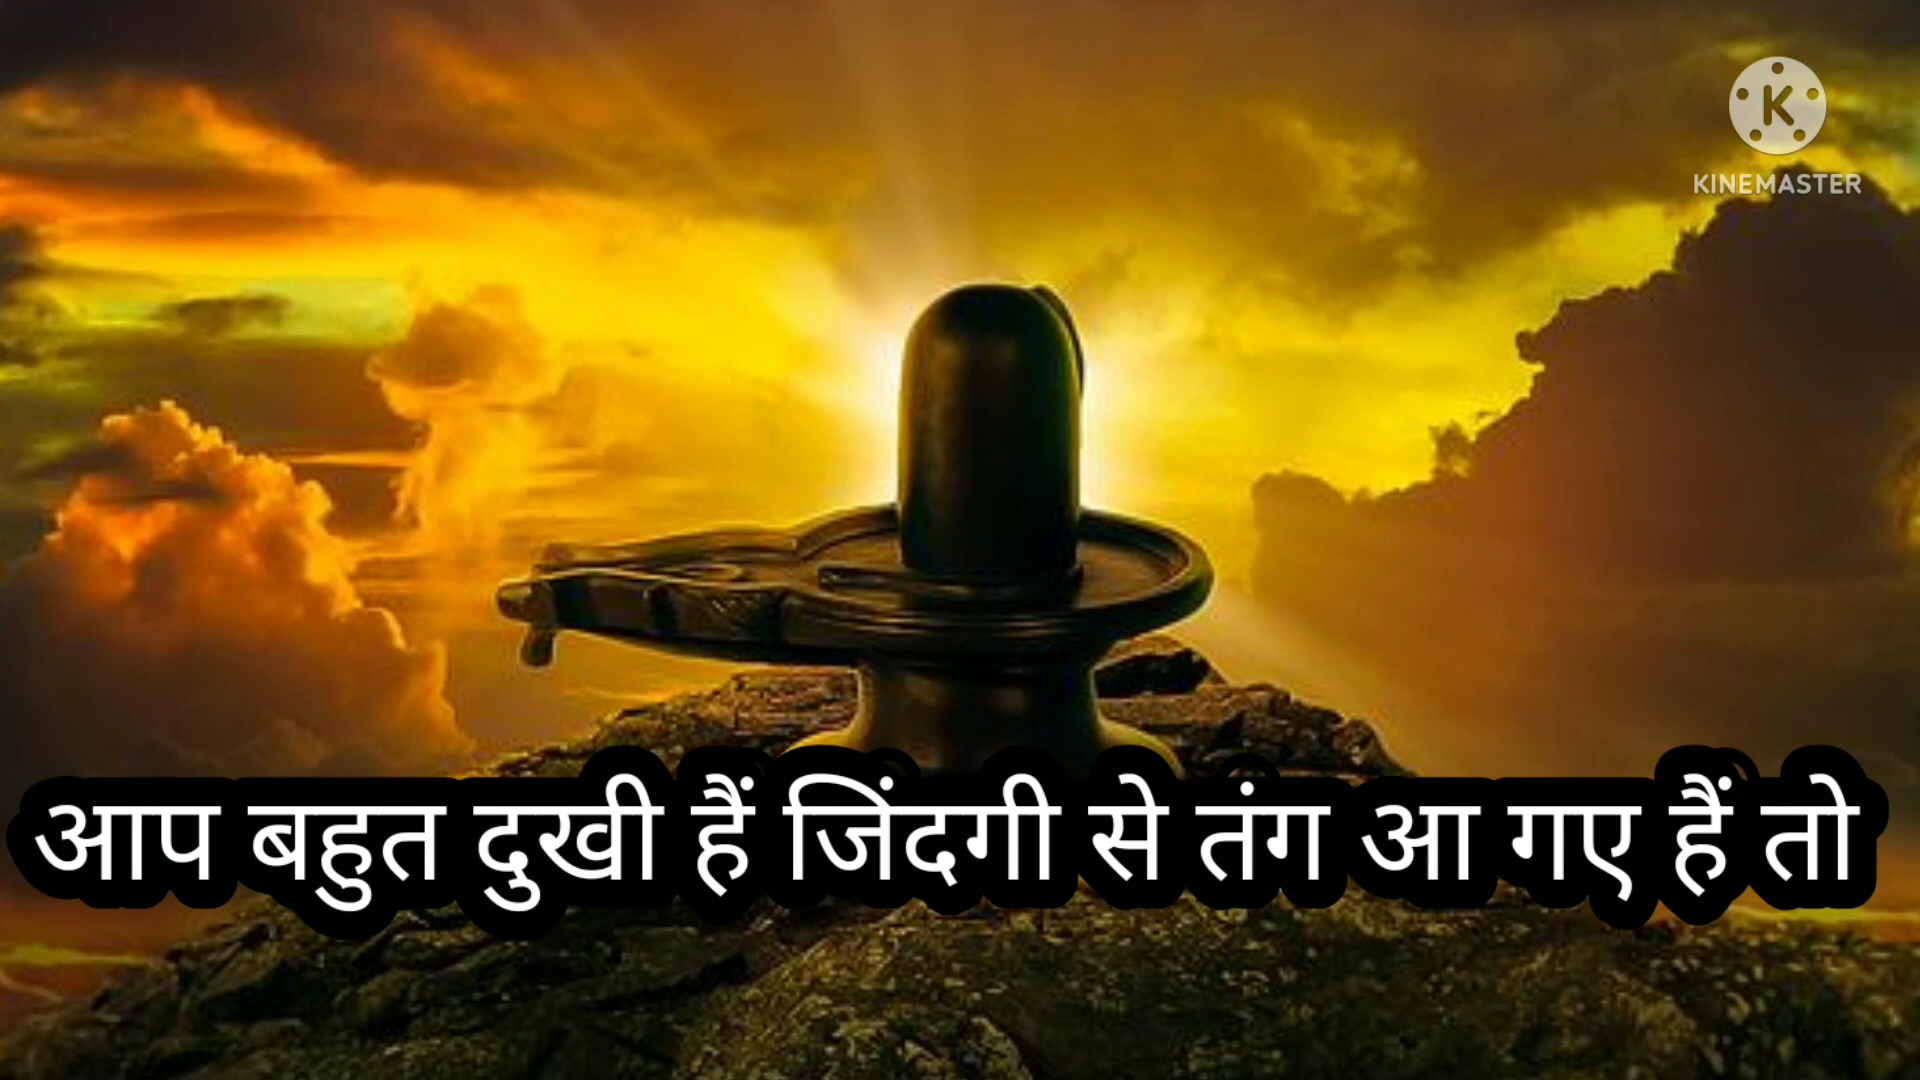 K
KINEMASTER
आप बहुत दुखी हैं जिंदगी से तंग आ गए हैं तो